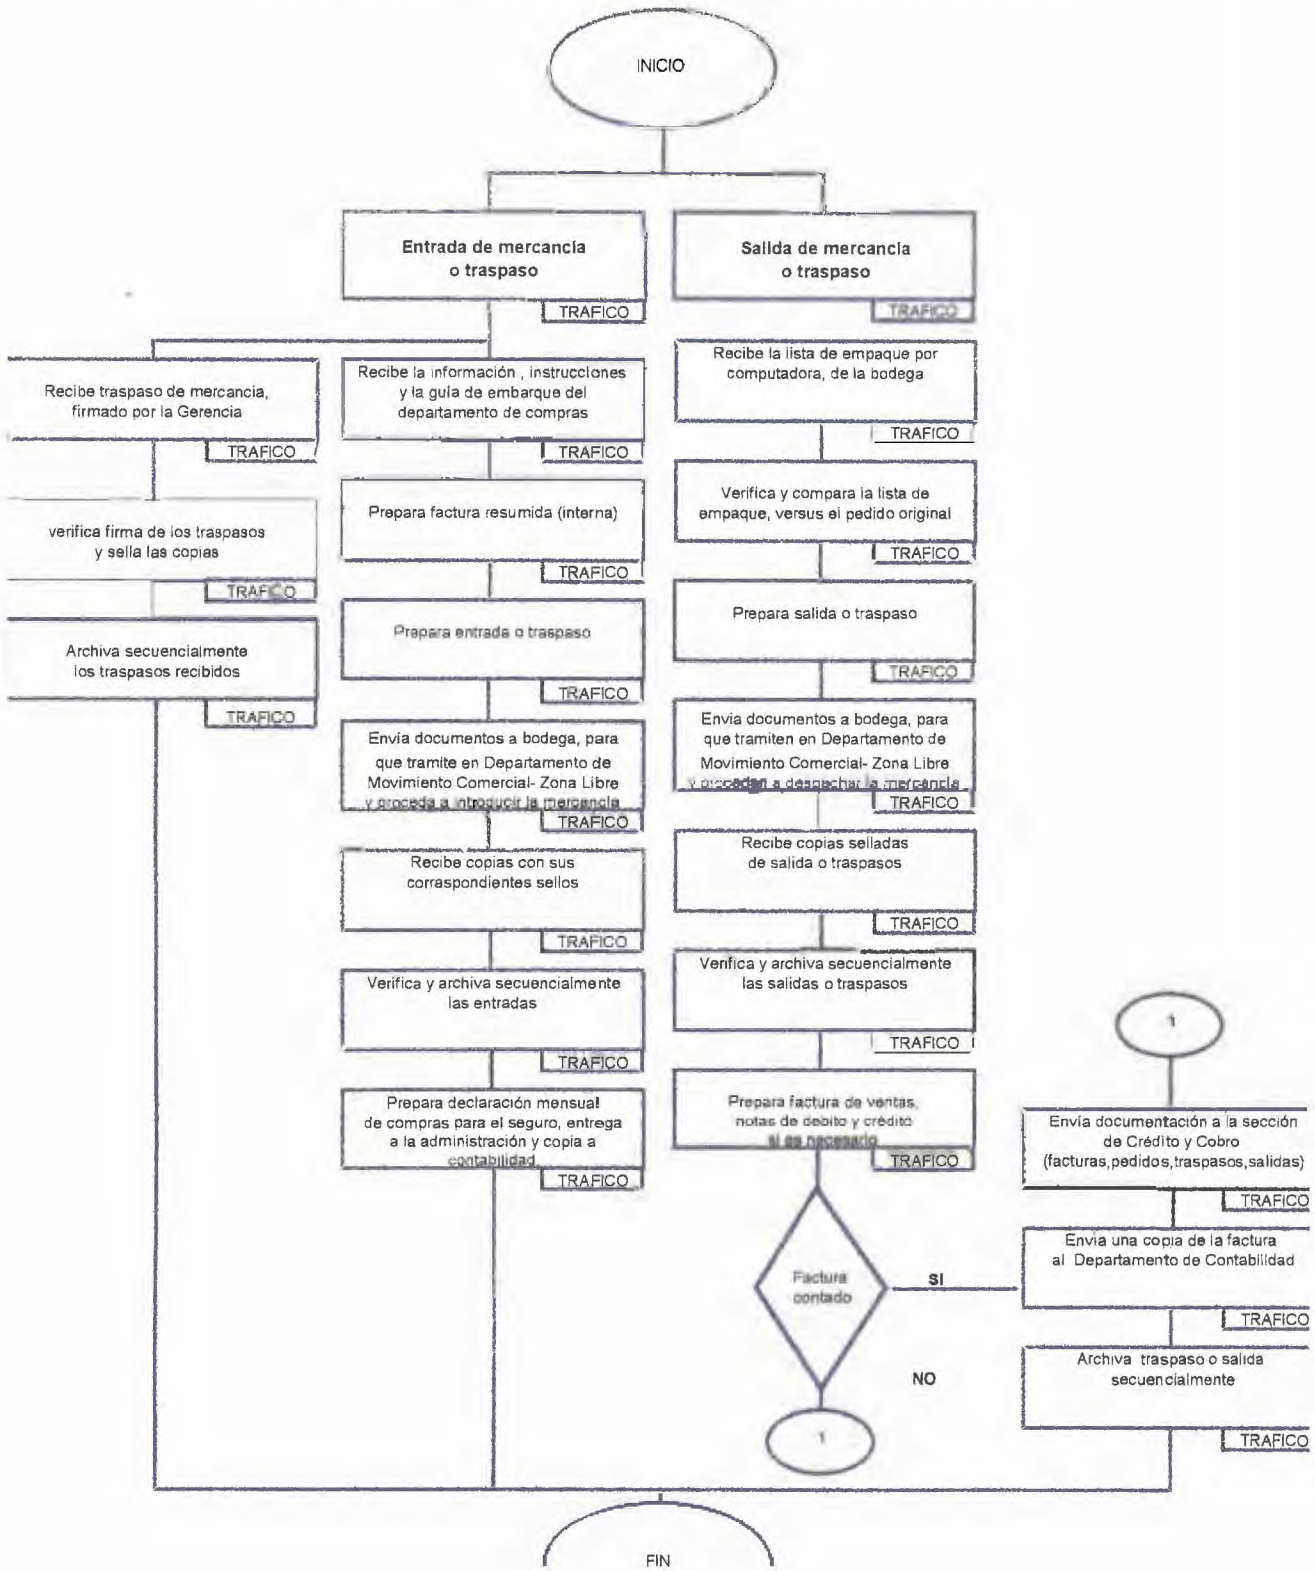 INICIO
Entrada de mercancía
o traspaso
TRAFICO
Salida de mercancía
o traspaso
TRAFICO
Recibe traspaso de mercancia,
firmado por la Gerencia
TRAFICO
verifica firma de los traspasos
y sella las copias
TRAFICO
Archiva secuencialmente
los traspasos recibidos
TRAFICO
Recibe la información , instrucciones
y la guía de embarque del
departamento de compras
TRAFICO
Prepara factura resumida (interna)
TRAFICO
Prepara entrada o traspaso
TRAFICO
Envía documentos a bodega, para
que tramite en Departamento de
Movimiento Comercial- Zona Libre
y proceda a introducir la mercancía
TRAFICO
Recibe copias con sus
corraspondientes sellos
TRAFICO
Verifica y archiva secuencialmente
las entradas
TRAFICO
Prepara declaración mensual
de compras para el seguro, entrega
a la administración y copia a
contabilidad
TRAFICO
Recibe la lista de empaque por
computadora, de la bodega
TRAFICO
Verifica y compara la lista de
empaque, versus el pedido original
TRAFICO
Prepara salida o traspaso
TRAFICO
Envia documentos a bodega, para
que tramiten en Departamento de
Movimiento Comercial- Zona Libre
y procedan a despachar la mercancía
TRAFICO
Recibe copias selladas
de salida o traspasos
TRAFICO
Verifica y archiva secuencialmente
las salidas o traspasos
TRAFICO
Prepara factura de ventas,
notas de debito y crédito
si es necesario
TRAFICO
Factura
contado
SI
NO
1
1
Envía documentación a la sección
de Crédito y Cobro
(facturas,pedidos,traspasos,salidas)
TRAFICO
Envia una copia de la factura
al Departamento de Contabilidad
TRAFICO
Archiva traspaso o salida
secuencialmente
TRAFICO
FIN